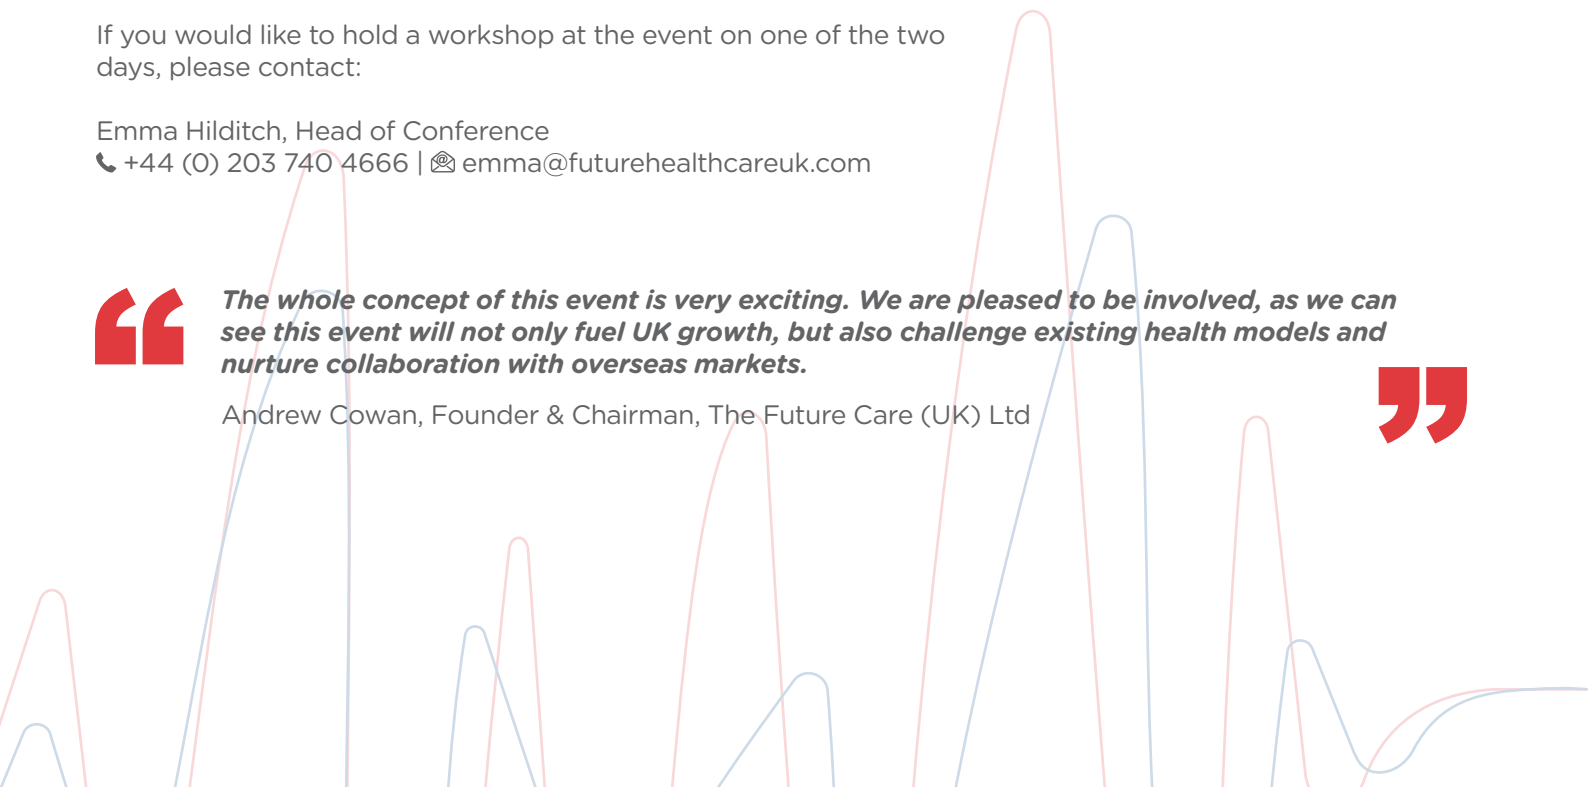 If you would like to hold a workshop at the event on one of the two
days, please contact:
Emma Hilditch, Head of Conference
+44 (0) 203 740 4666 | emma@futurehealthcareuk.com
“
The whole concept of this event is very exciting. We are pleased to be involved, as we can
see this event will not only fuel UK growth, but also challenge existing health models and
nurture collaboration with overseas markets.
”
Andrew Cowan, Founder & Chairman, The Future Care (UK) Ltd